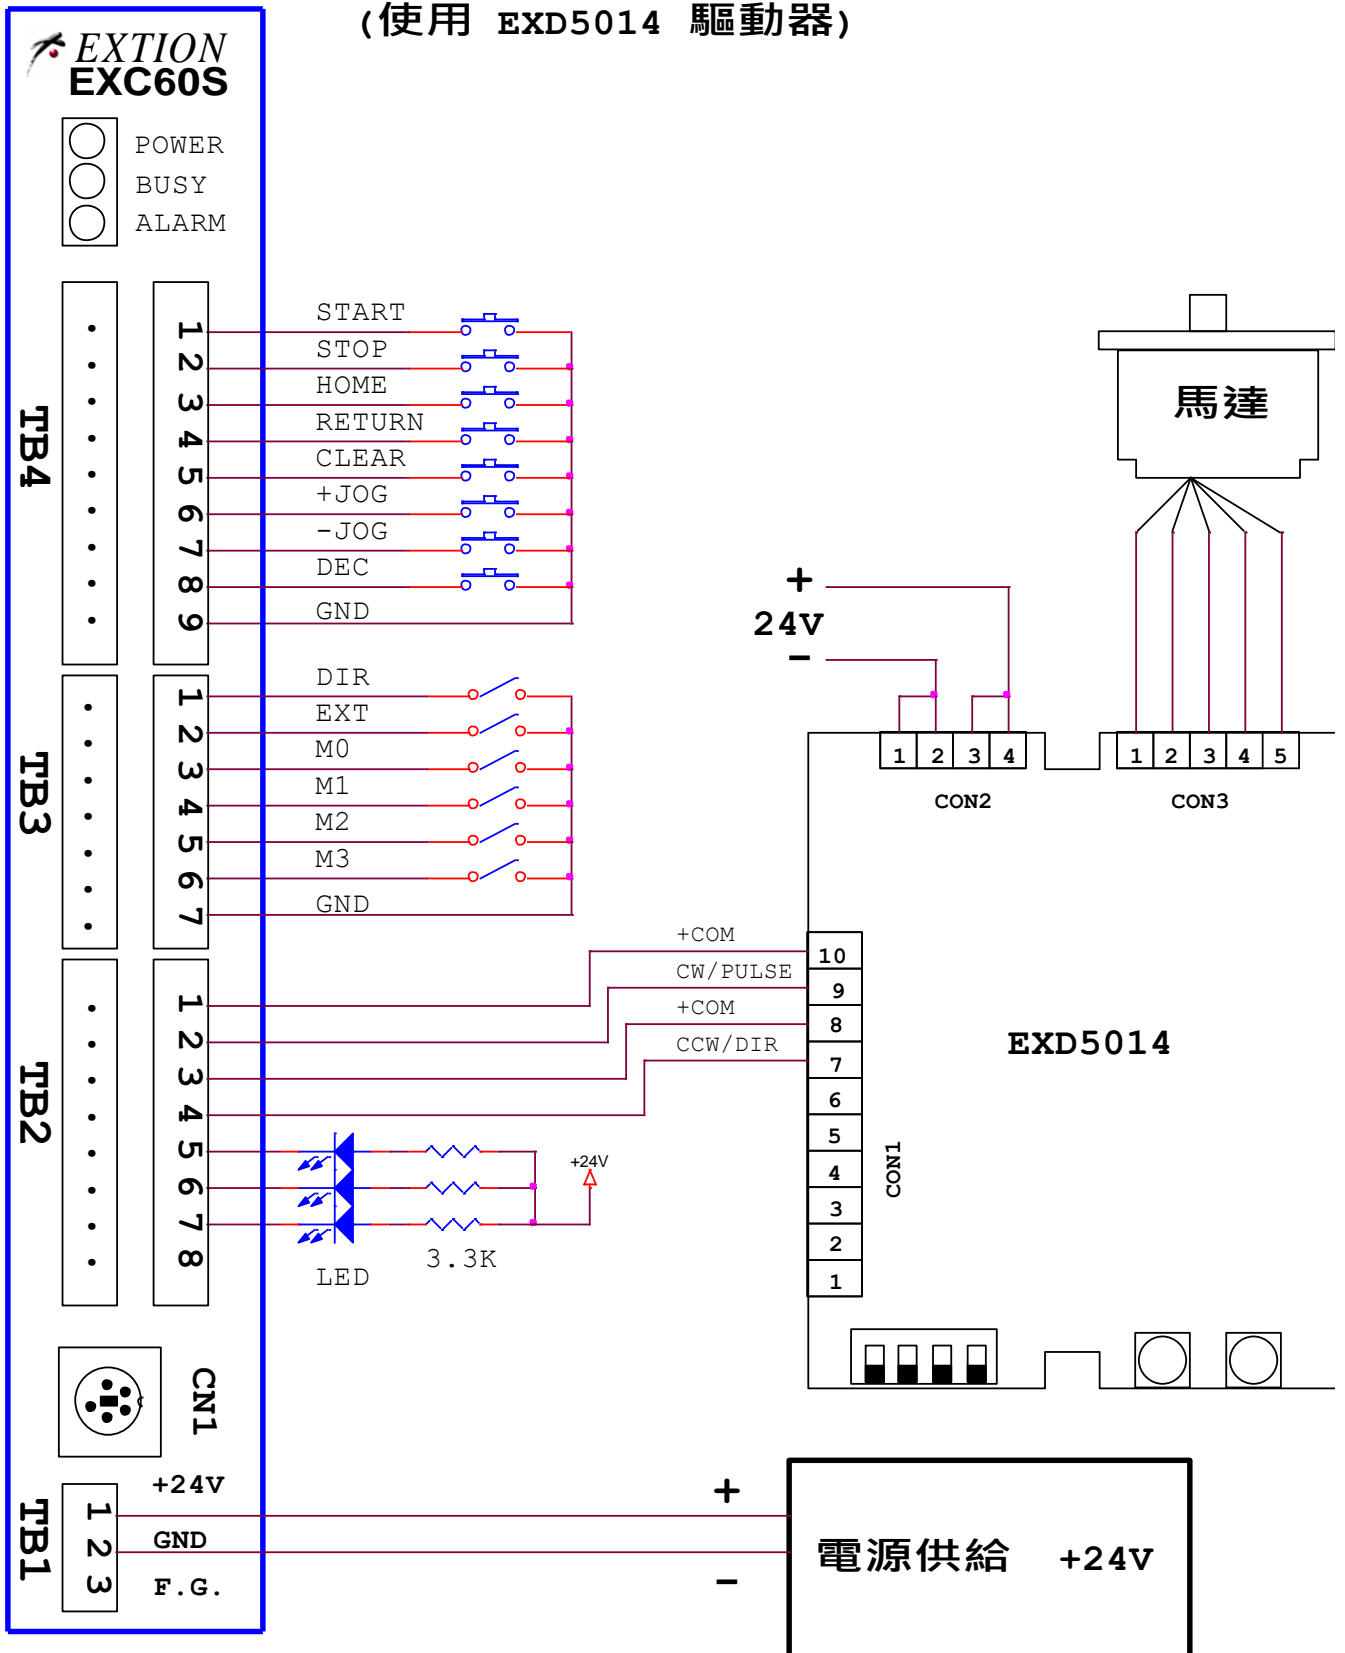 (使用 EXD5014 驅動器)
EXTION
EXC60S
POWER
BUSY
ALARM
TB4
1 START
2 STOP
3 HOME
4 RETURN
5 CLEAR
6 +JOG
7 -JOG
8 DEC
9 GND
TB3
1 DIR
2 EXT
3 M0
4 M1
5 M2
6 M3
7 GND
TB2
1
2
3
4
5
6
7
8
LED
3.3K
+24V
CN1
TB1
1 +24V
2 GND
3 F.G.
馬達
+
24V
-
1 2 3 4
CON2
1 2 3 4 5
CON3
+COM 10
CW/PULSE 9
+COM 8
CCW/DIR 7
6
5
4
3
2
1
CON1
EXD5014
+
-
電源供給 +24V